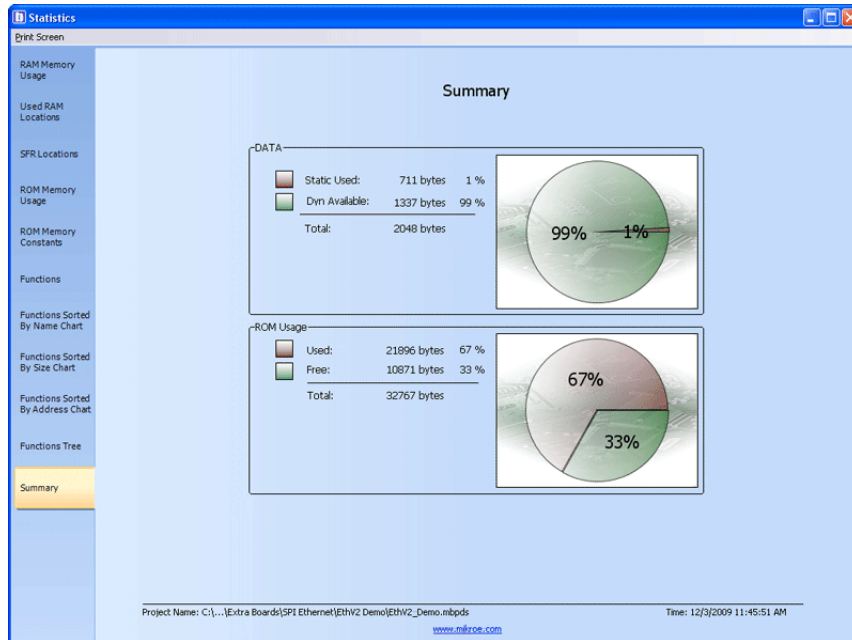 Statistics
Print Screen
RAM Memory
Usage
Used RAM
Locations
SFR Locations
ROM Memory
Usage
ROM Memory
Constants
Functions
Functions Sorted
By Name Chart
Functions Sorted
By Size Chart
Functions Sorted
By Address Chart
Functions Tree
Summary
Summary
DATA
Static Used: 711 bytes 1 %
Dyn Available: 1337 bytes 99 %
Total: 2048 bytes
99% 1%
ROM Usage
Used: 21896 bytes 67 %
Free: 10871 bytes 33 %
Total: 32767 bytes
67%
33%
Project Name: C:\...\Extra Boards\SPI Ethernet\EthV2 Demo\EthV2_Demo.mbpds Time: 12/3/2009 11:45:51 AM
www.mikroe.com